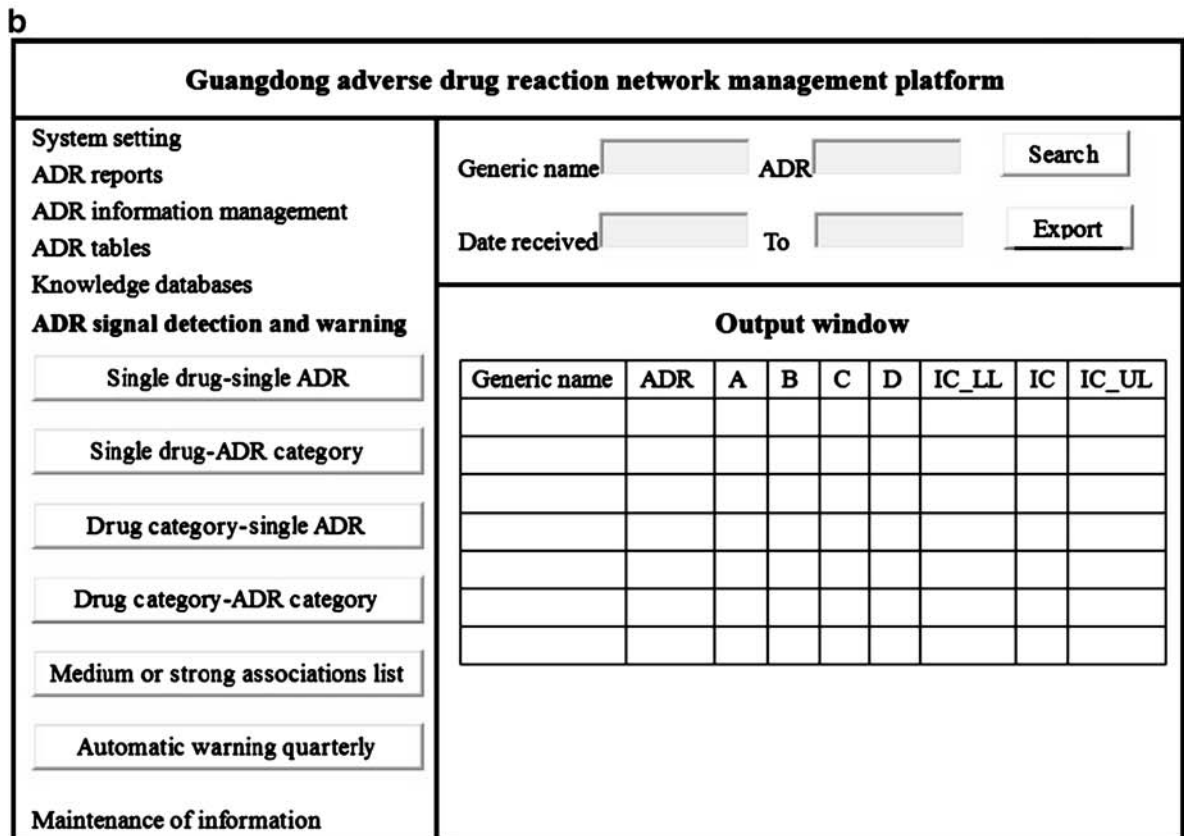 b
Guangdong adverse drug reaction network management platform
System setting
ADR reports
ADR information management
ADR tables
Knowledge databases
ADR signal detection and warning
Single drug-single ADR
Single drug-ADR category
Drug category-single ADR
Drug category-ADR category
Medium or strong associations list
Automatic warning quarterly
Maintenance of information
Generic name ADR Search
Date received To Export
Output window
Generic name ADR A B C D IC_LL IC IC_UL